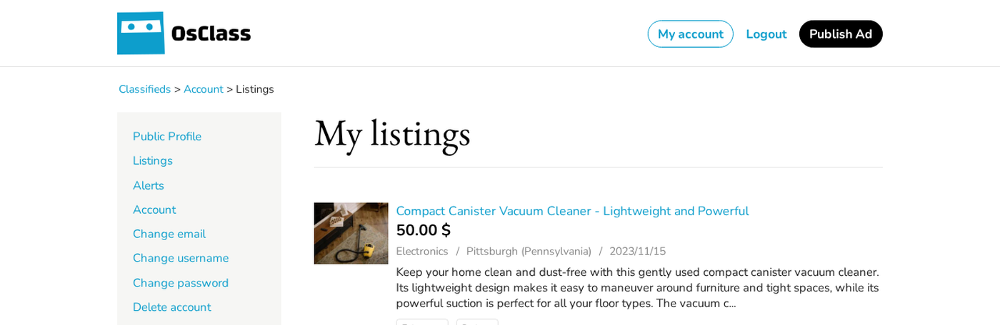 OsClass
My account
Logout
Publish Ad
Classifieds > Account > Listings
Public Profile
Listings
Alerts
Account
Change email
Change username
Change password
Delete account
My listings
Compact Canister Vacuum Cleaner - Lightweight and Powerful
50.00 $
Electronics / Pittsburgh (Pennsylvania) / 2023/11/15
Keep your home clean and dust-free with this gently used compact canister vacuum cleaner.
Its lightweight design makes it easy to maneuver around furniture and tight spaces, while its
powerful suction is perfect for all your floor types. The vacuum c...